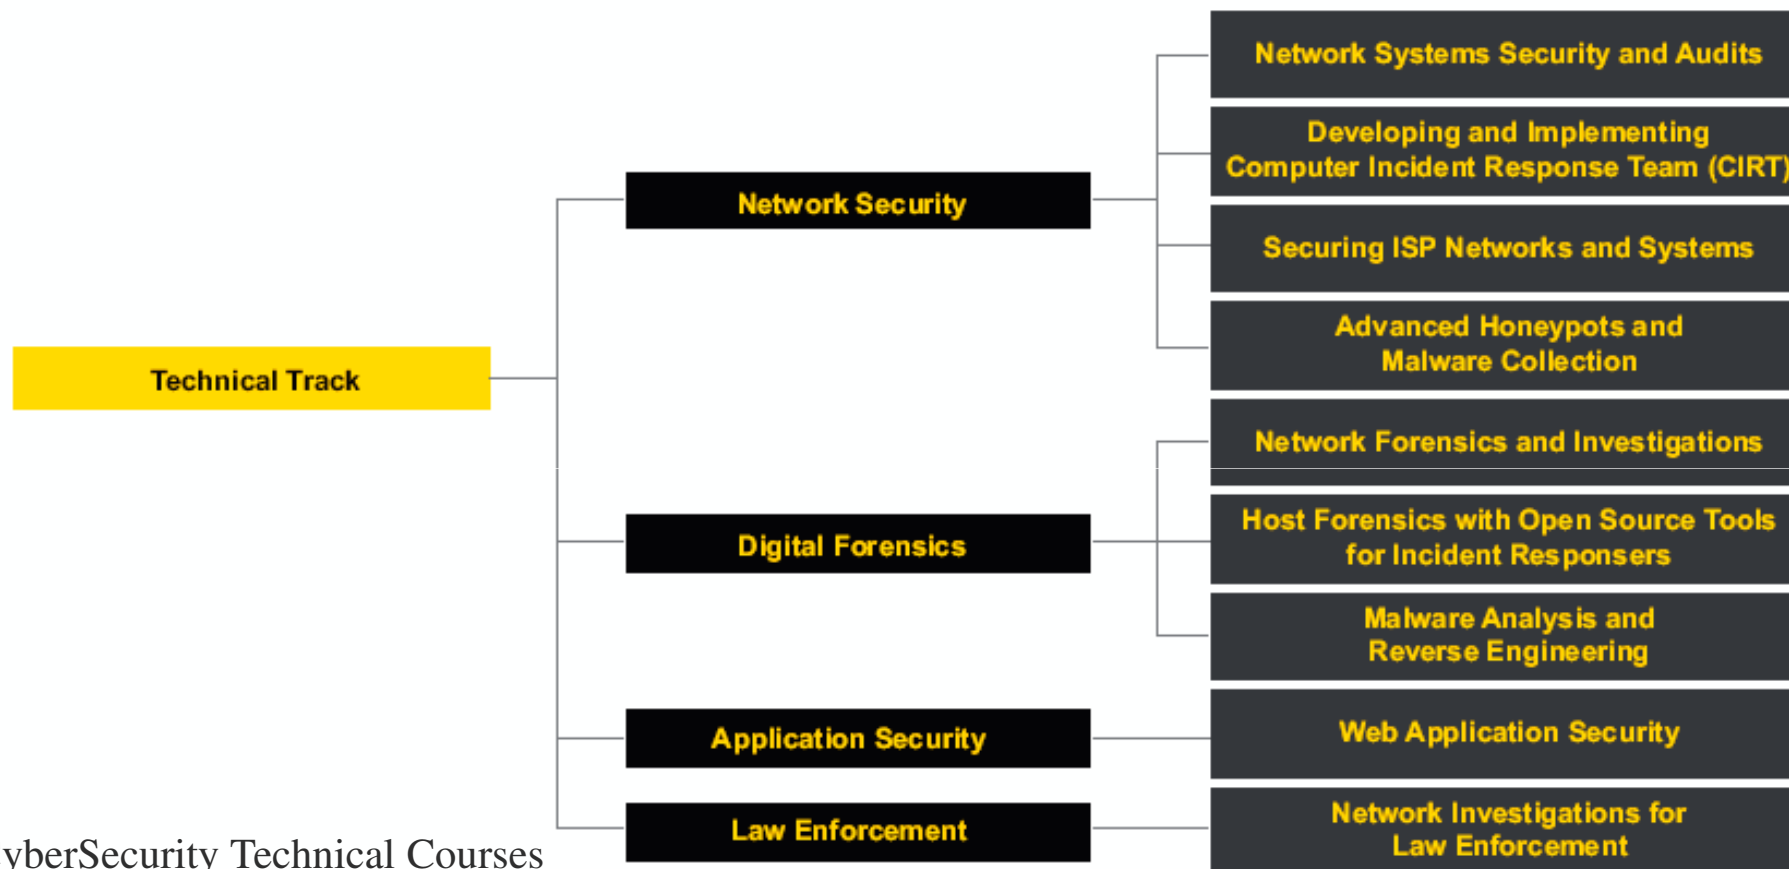 Technical Track
Network Security
Network Systems Security and Audits
Developing and Implementing
Computer Incident Response Team (CIRT)
Securing ISP Networks and Systems
Advanced Honeypots and
Malware Collection
Digital Forensics
Network Forensics and Investigations
Host Forensics with Open Source Tools
for Incident Responsers
Malware Analysis and
Reverse Engineering
Application Security
Web Application Security
Law Enforcement
Network Investigations for
Law Enforcement
yberSecurity Technical Courses